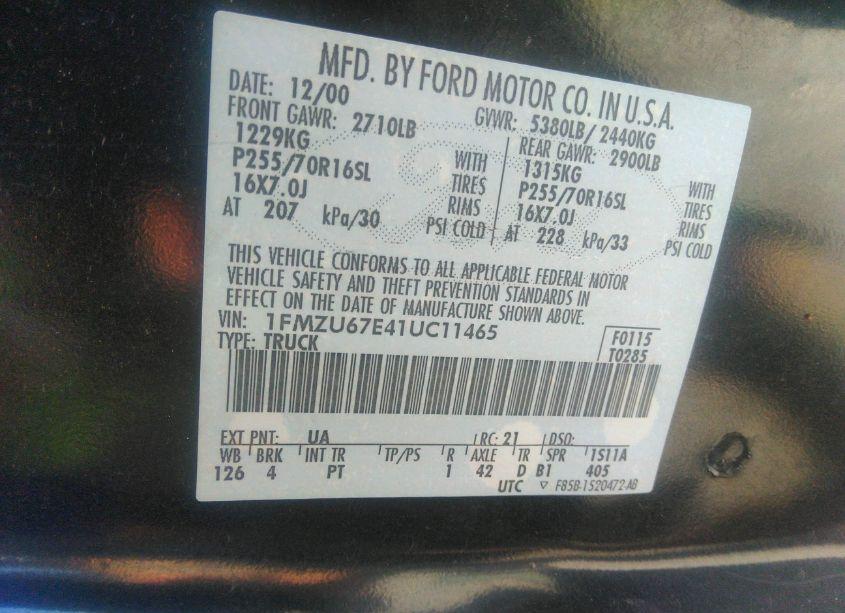 MFD. BY FORD MOTOR CO. IN U.S.A.
DATE: 12/00 GVWR: 5380LB/ 2440KG
FRONT GAWR: 2710LB REAR GAWR: 2900LB
1229KG WITH 1315KG WITH
P255/70R16SL TIRES P255/70R16SL TIRES
16X7.0J RIMS 16X7.0J RIMS
AT 207 kPa/30 PSI COLD AT 228 kPa/33 PSI COLD
THIS VEHICLE CONFORMS TO ALL APPLICABLE FEDERAL MOTOR
VEHICLE SAFETY AND THEFT PREVENTION STANDARDS IN
EFFECT ON THE DATE OF MANUFACTURE SHOWN ABOVE.
VIN: 1FMZU67E41UC11465 F0115
TYPE: TRUCK T0285
EXT PNT: UA RC: 21 DSO:
WB BRK INT TR TP/PS R AXLE TR SPR 1S11A
126 4 PT 1 42 D B1 405
UTC ▽ F85B-1520472-AB